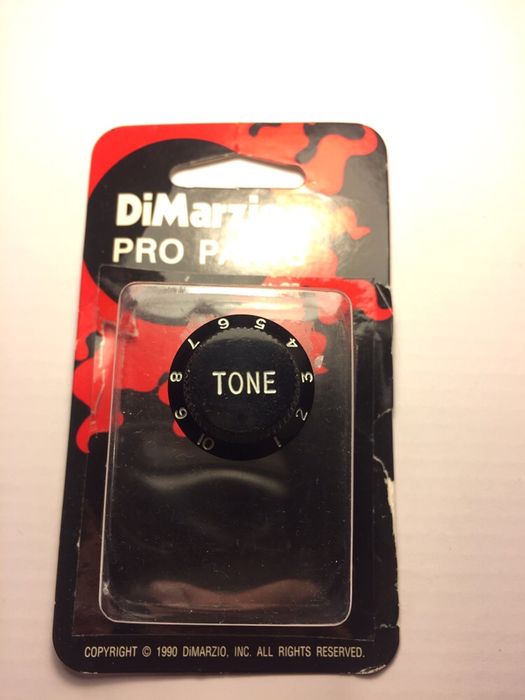 DiMarzio
PRO PARTS
6 5
7 4
TONE
8 3
9 2
10 1
COPYRIGHT © 1990 DiMARZIO, INC. ALL RIGHTS RESERVED.